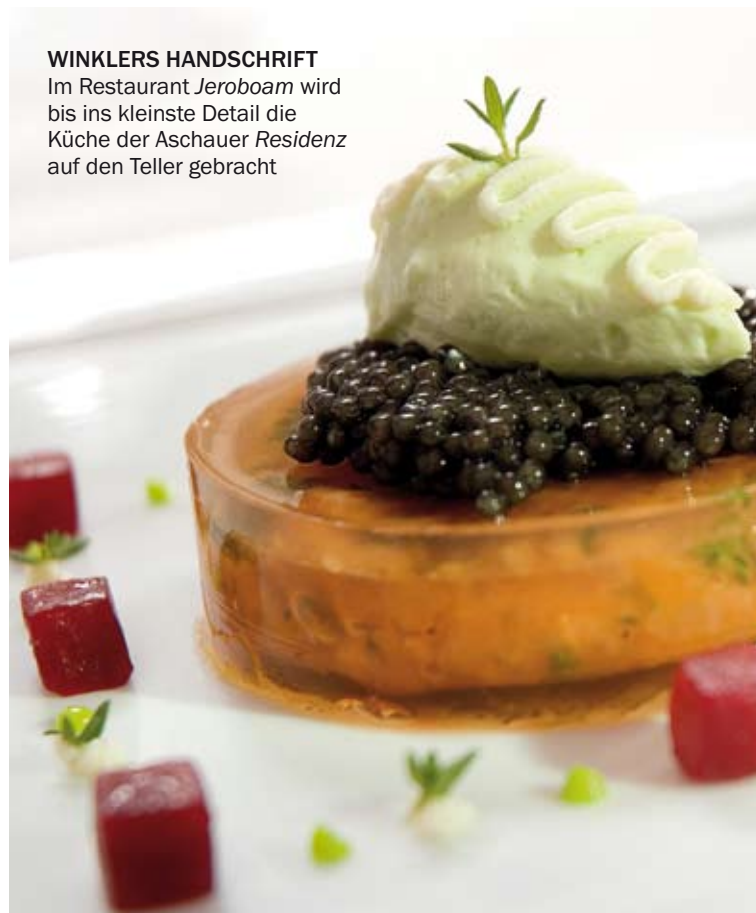 WINKLERS HANDSCHRIFT
Im Restaurant Jeroboam wird
bis ins kleinste Detail die
Küche der Aschauer Residenz
auf den Teller gebracht